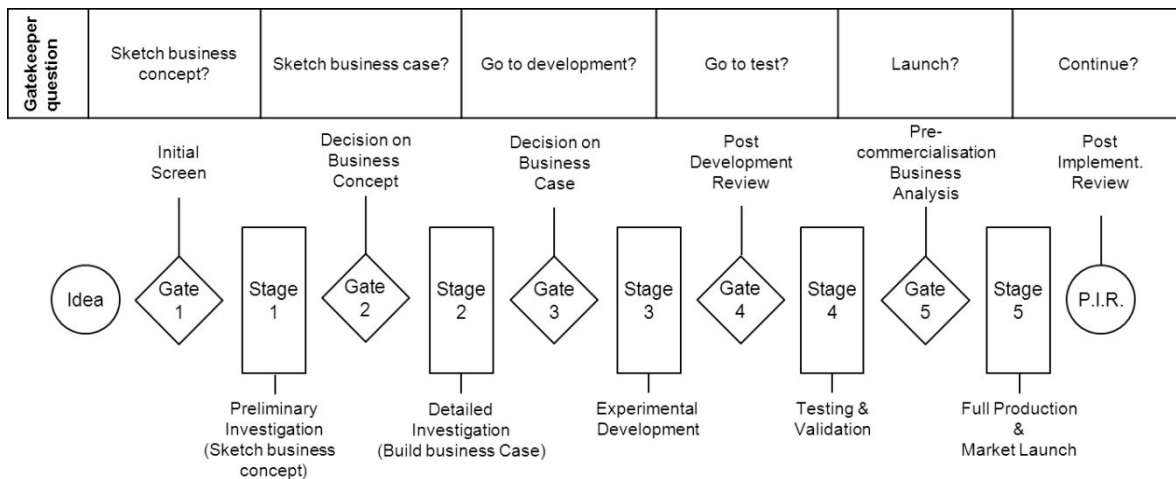 Gatekeeper
question
Sketch business
concept?
Sketch business case?
Go to development?
Go to test?
Launch?
Continue?
Initial
Screen
Decision on
Business
Concept
Decision on
Business
Case
Post
Development
Review
Pre-
commercialisation
Business
Analysis
Post
Implement.
Review
Idea
Gate
1
Stage
1
Gate
2
Stage
2
Gate
3
Stage
3
Gate
4
Stage
4
Gate
5
Stage
5
P.I.R.
Preliminary
Investigation
(Sketch business
concept)
Detailed
Investigation
(Build business Case)
Experimental
Development
Testing &
Validation
Full Production
&
Market Launch